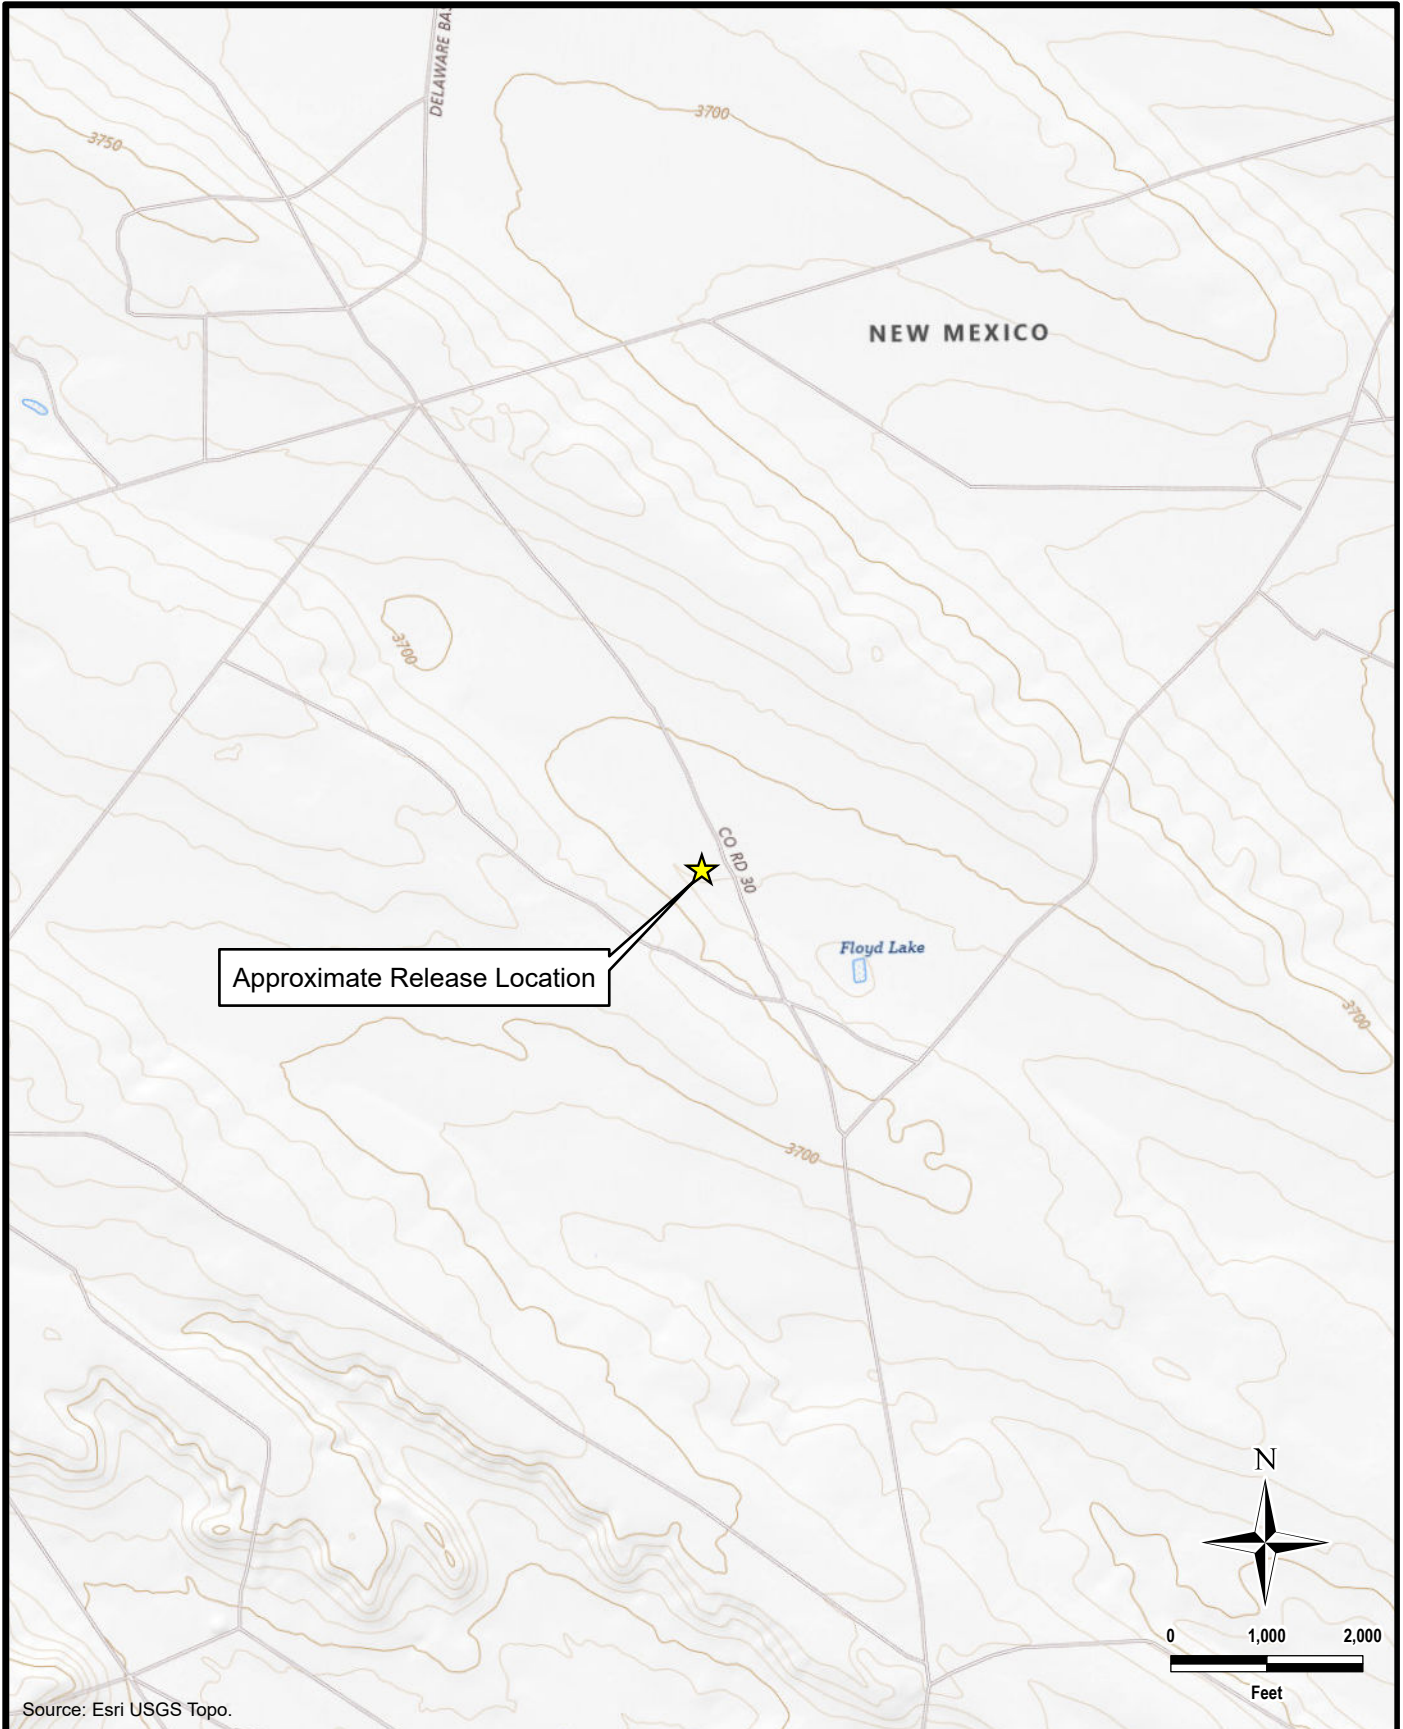 DELAWARE BAS
3700
3750
NEW MEXICO
3700
CO RD 30
Floyd Lake
Approximate Release Location
3700
3700
N
0 1,000 2,000
Feet
Source: Esri USGS Topo.